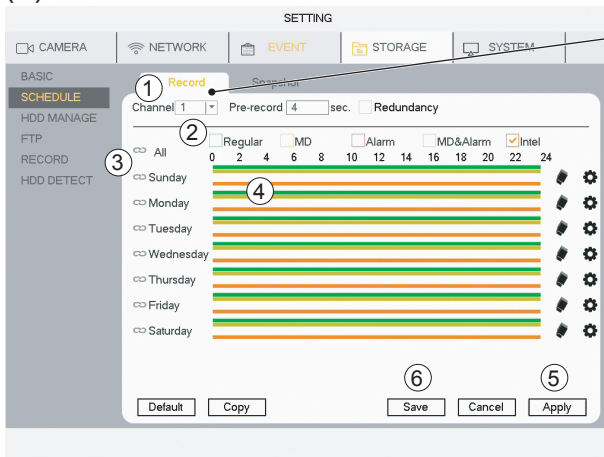 SETTING
CAMERA NETWORK EVENT STORAGE SYSTEM
BASIC
SCHEDULE
HDD MANAGE
FTP
RECORD
HDD DETECT
Record Snapshot
1
Channel 1 Pre-record 4 sec. Redundancy
2
Regular MD Alarm MD&Alarm Intel
3
All 0 2 4 6 8 10 12 14 16 18 20 22 24
Sunday
4
Monday
Tuesday
Wednesday
Thursday
Friday
Saturday
6 5
Default Copy Save Cancel Apply